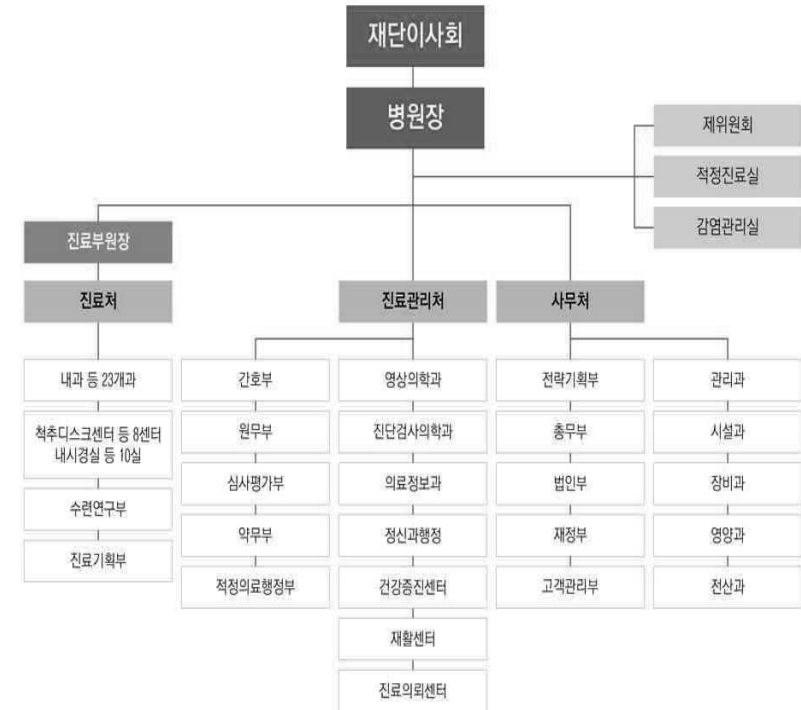 재단이사회
병원장
제위원회
적정진료실
감염관리실
진료부원장
진료처
진료관리처
사무처
내과 등 23개과
척추디스크센터 등 8센터
내시경실 등 10실
수련연구부
진료기획부
간호부
원무부
심사평가부
약무부
적정의료행정부
영상의학과
진단검사의학과
의료정보과
정신과행정
건강증진센터
재활센터
진료의뢰센터
전략기획부
총무부
법인부
재정부
고객관리부
관리과
시설과
장비과
영양과
전산과